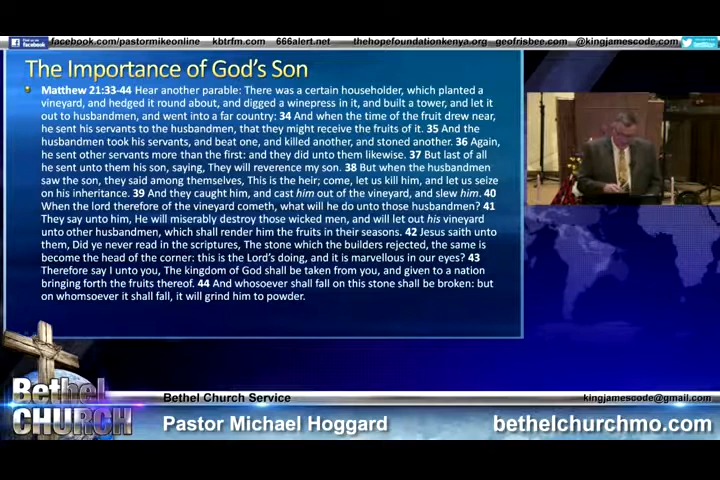 Find us on facebook facebook.com/pastormikeonline kbtrfm.com 666alert.net thehopefoundationkenya.org geofrisbee.com @kingjamescode.com
The Importance of God's Son
Matthew 21:33-44 Hear another parable: There was a certain householder, which planted a
vineyard, and hedged it round about, and digged a winepress in it, and built a tower, and let it
out to husbandmen, and went into a far country: 34 And when the time of the fruit drew near,
he sent his servants to the husbandmen, that they might receive the fruits of it. 35 And the
husbandmen took his servants, and beat one, and killed another, and stoned another. 36 Again,
he sent other servants more than the first: and they did unto them likewise. 37 But last of all
he sent unto them his son, saying, They will reverence my son. 38 But when the husbandmen
saw the son, they said among themselves, This is the heir; come, let us kill him, and let us seize
on his inheritance. 39 And they caught him, and cast him out of the vineyard, and slew him. 40
When the lord therefore of the vineyard cometh, what will he do unto those husbandmen? 41
They say unto him, He will miserably destroy those wicked men, and will let out his vineyard
unto other husbandmen, which shall render him the fruits in their seasons. 42 Jesus saith unto
them, Did ye never read in the scriptures, The stone which the builders rejected, the same is
become the head of the corner: this is the Lord's doing, and it is marvellous in our eyes? 43
Therefore say I unto you, The kingdom of God shall be taken from you, and given to a nation
bringing forth the fruits thereof. 44 And whosoever shall fall on this stone shall be broken: but
on whomsoever it shall fall, it will grind him to powder.
Bethel
CHURCH
Bethel Church Service kingjamescode@gmail.com
Pastor Michael Hoggard bethelchurchmo.com